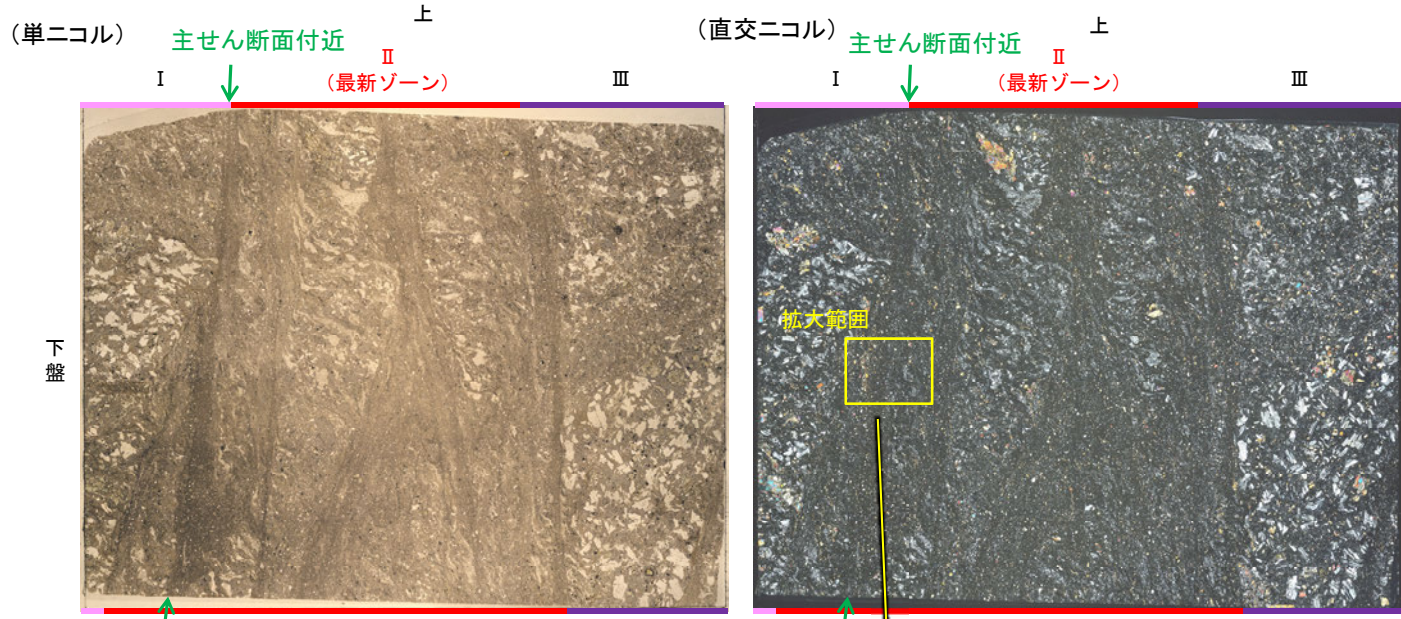 (単ニコル)
上
主せん断面付近
Ⅰ
Ⅱ
(最新ゾーン)
Ⅲ
下
盤
(直交ニコル)
上
主せん断面付近
Ⅰ
Ⅱ
(最新ゾーン)
Ⅲ
拡大範囲